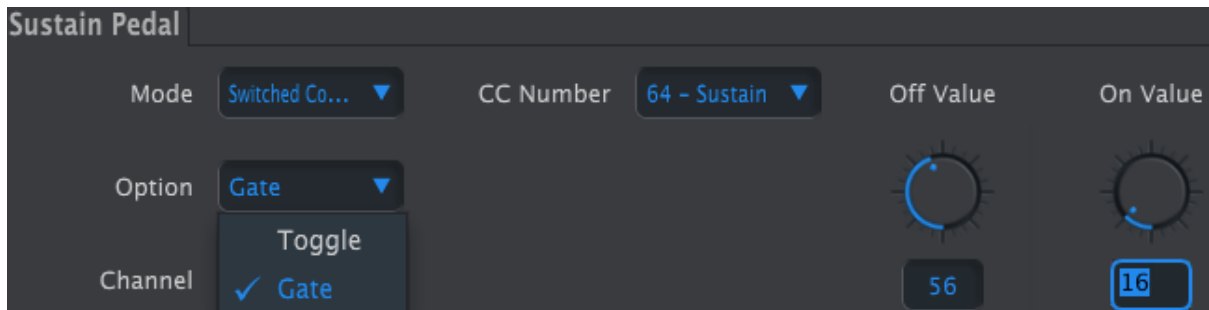 Sustain Pedal
Mode Switched Co... CC Number 64 – Sustain Off Value On Value
Option Gate
Toggle
Channel ✓ Gate 56 16